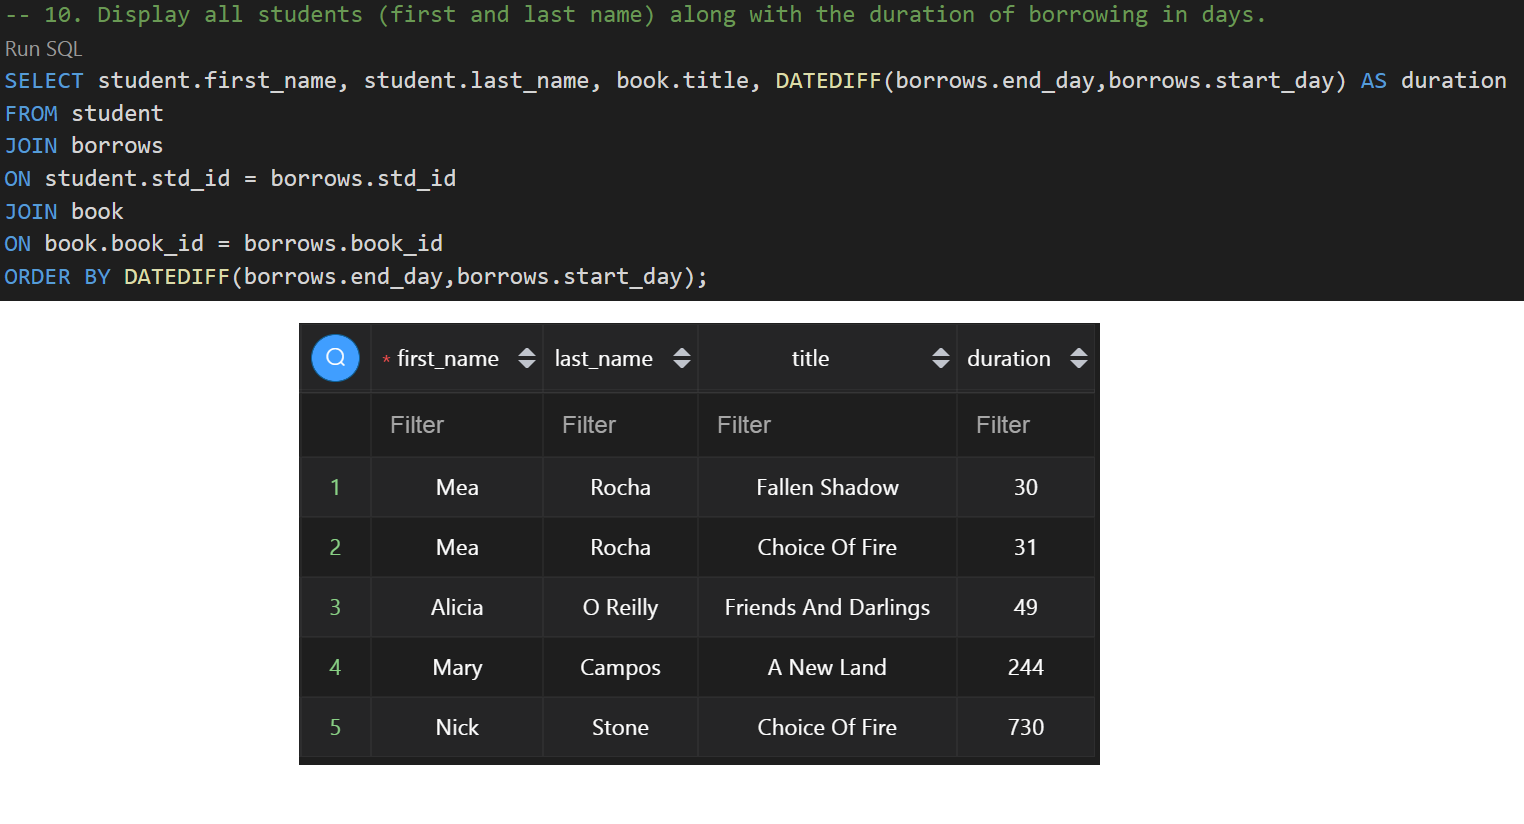 -- 10. Display all students (first and last name) along with the duration of borrowing in days.
Run SQL
SELECT student.first_name, student.last_name, book.title, DATEDIFF(borrows.end_day,borrows.start_day) AS duration
FROM student
JOIN borrows
ON student.std_id = borrows.std_id
JOIN book
ON book.book_id = borrows.book_id
ORDER BY DATEDIFF(borrows.end_day,borrows.start_day);
* first_name last_name title duration
Filter Filter Filter Filter
1 Mea Rocha Fallen Shadow 30
2 Mea Rocha Choice Of Fire 31
3 Alicia O Reilly Friends And Darlings 49
4 Mary Campos A New Land 244
5 Nick Stone Choice Of Fire 730